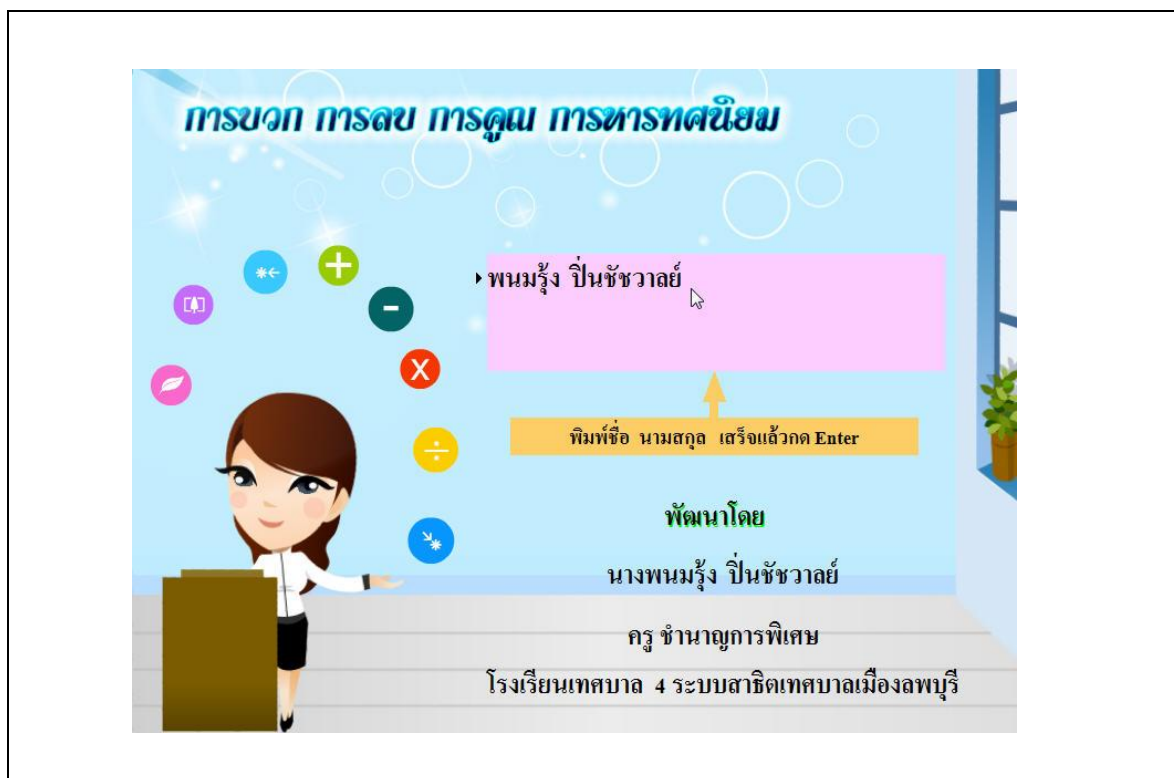 การบวก การลบ การคูณ การหารทศนิยม
พนมรุ้ง ปิ่นชัชวาลย์
พิมพ์ชื่อ นามสกุล เสร็จแล้วกด Enter
พัฒนาโดย
นางพนมรุ้ง ปิ่นชัชวาลย์
ครู ชำนาญการพิเศษ
โรงเรียนเทศบาล 4 ระบบสาธิตเทศบาลเมืองลพบุรี